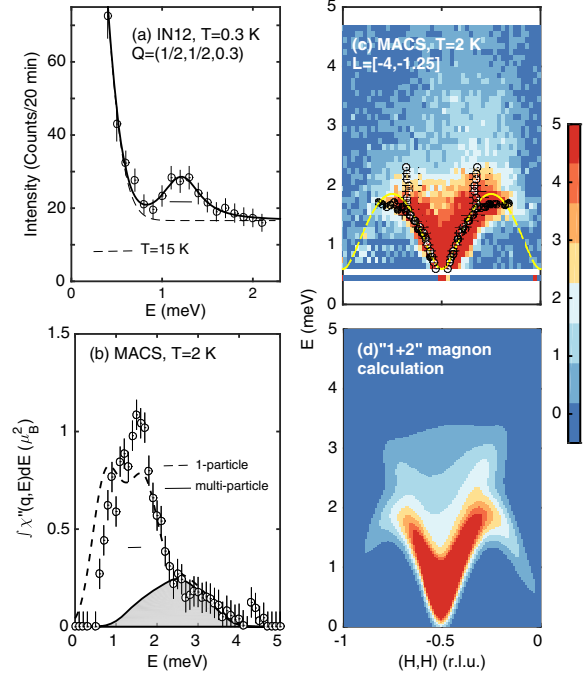 (a) IN12, T=0.3 K
Q=(1/2,1/2,0.3)
Intensity (Counts/20 min)
80
60
40
20
0
T=15 K
0
1
2
E (meV)
(b) MACS, T=2 K
∫χ"(q,E)dE (μ_B^2)
1.5
1
0.5
0
1-particle
multi-particle
0
1
2
3
4
5
E (meV)
(c) MACS, T=2 K
L=[-4,-1.25]
5
4
3
2
1
0
E (meV)
(d)"1+2" magnon
calculation
5
4
3
2
1
0
-1
-0.5
0
(H,H) (r.l.u.)
5
4
3
2
1
0